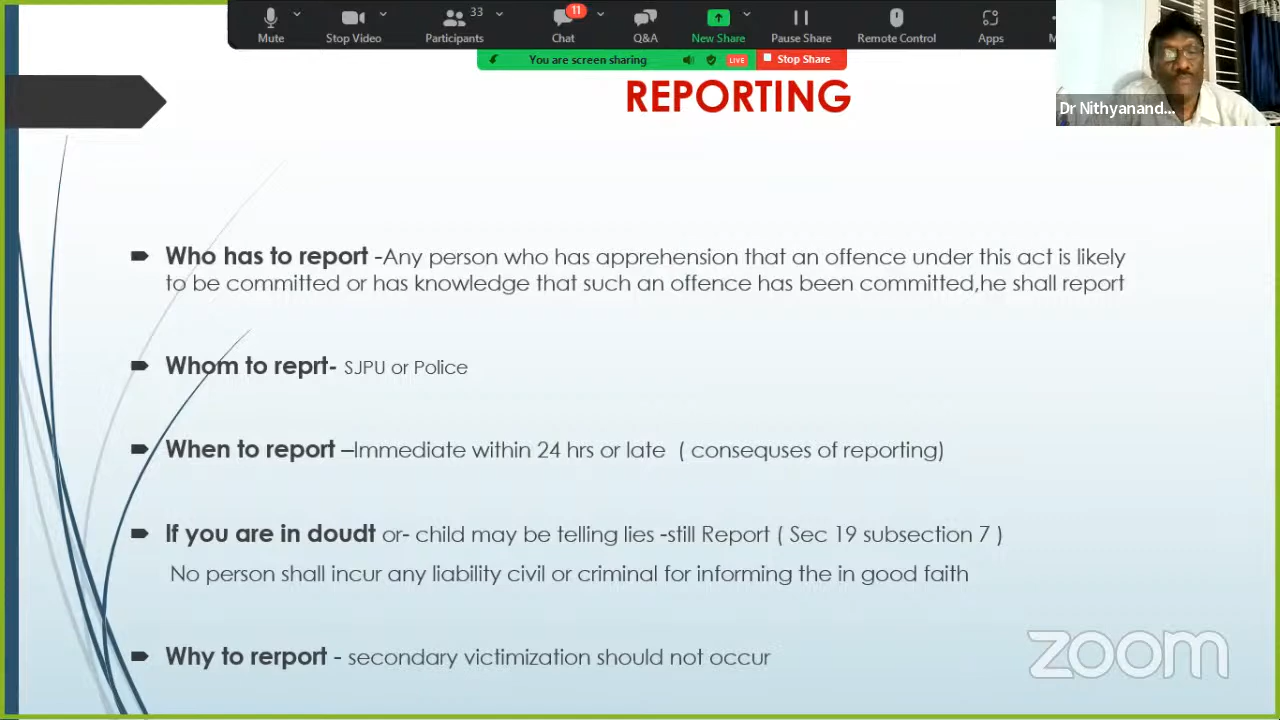 33
11
Mute
Stop Video
Participants
Chat
Q&A
New Share
Pause Share
Remote Control
Apps
You are screen sharing
LIVE
Stop Share
Dr Nithyanand...
REPORTING
Who has to report -Any person who has apprehension that an offence under this act is likely
to be committed or has knowledge that such an offence has been committed,he shall report
Whom to reprt- SJPU or Police
When to report –Immediate within 24 hrs or late ( consequses of reporting)
If you are in doudt or- child may be telling lies -still Report ( Sec 19 subsection 7 )
No person shall incur any liability civil or criminal for informing the in good faith
Why to rerport - secondary victimization should not occur
zoom